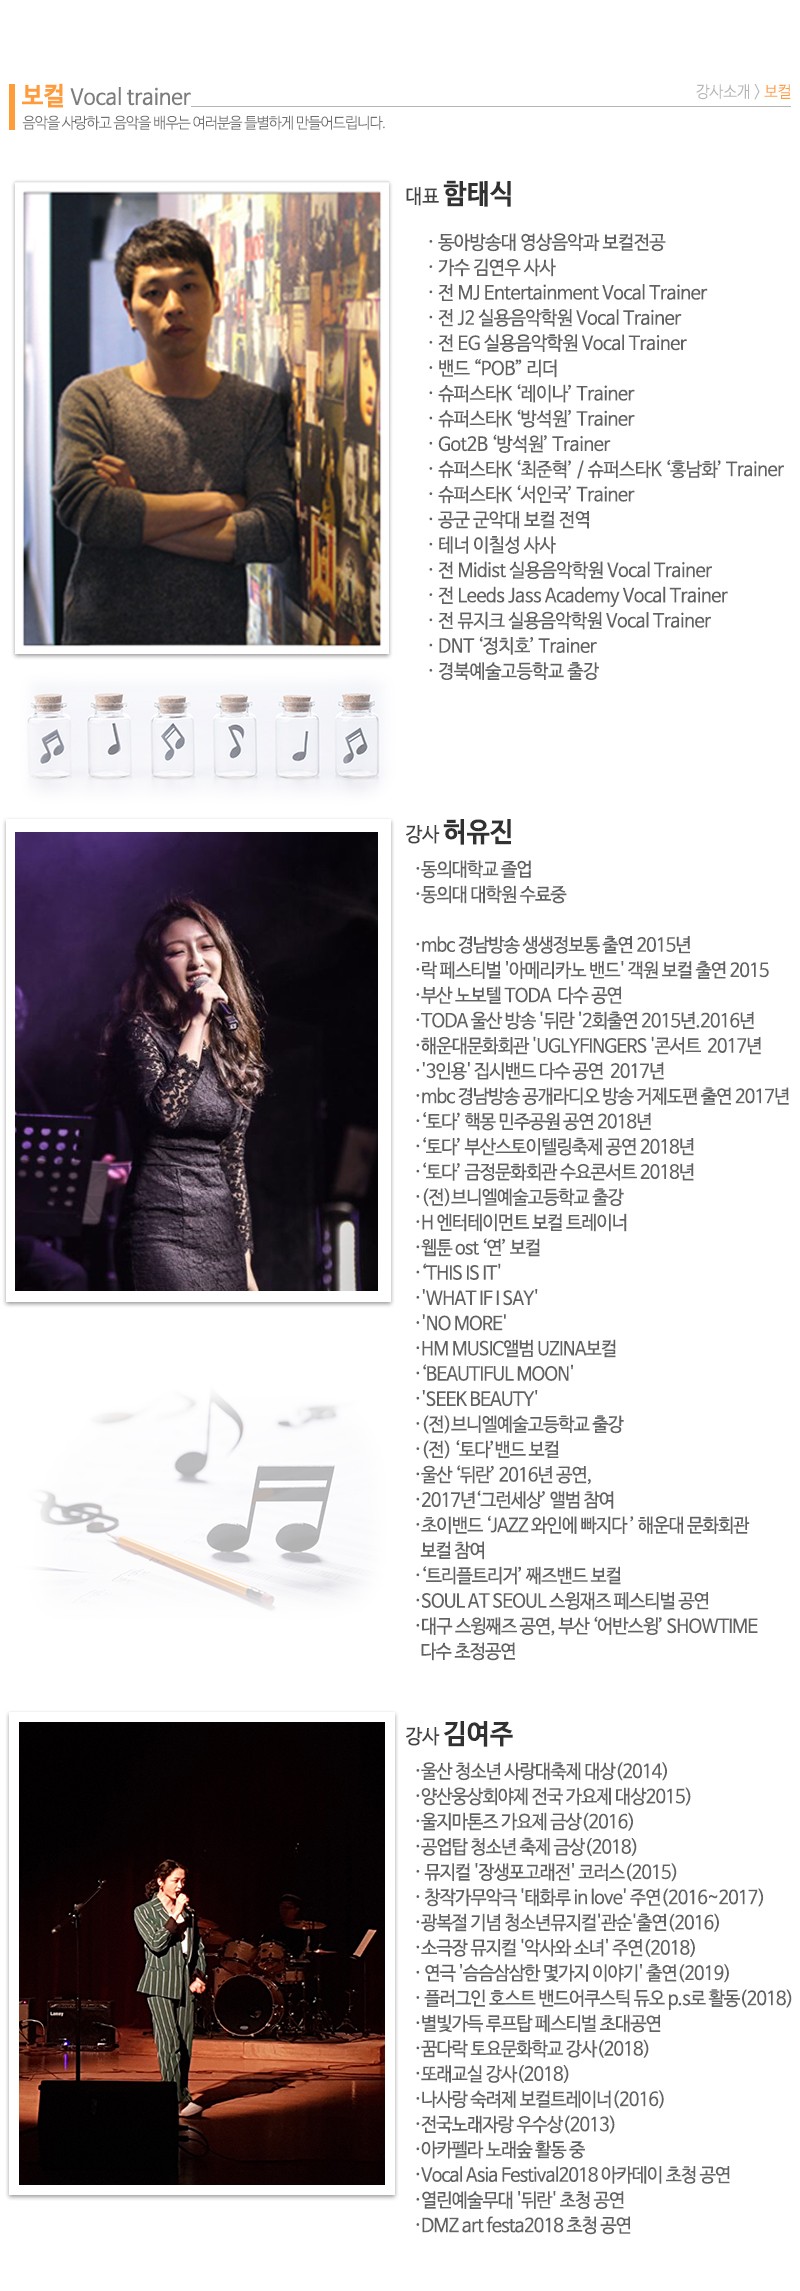 보컬 Vocal trainer
강사소개 > 보컬
음악을 사랑하고 음악을 배우는 여러분을 특별하게 만들어드립니다.
대표 함태식
· 동아방송대 영상음악과 보컬전공
· 가수 김연우 사사
· 전 MJ Entertainment Vocal Trainer
· 전 J2 실용음악학원 Vocal Trainer
· 전 EG 실용음악학원 Vocal Trainer
· 밴드 “POB” 리더
· 슈퍼스타K ‘레이나’ Trainer
· 슈퍼스타K ‘방석원’ Trainer
· Got2B ‘방석원’ Trainer
· 슈퍼스타K ‘최준혁’ / 슈퍼스타K ‘홍남화’ Trainer
· 슈퍼스타K ‘서인국’ Trainer
· 공군 군악대 보컬 전역
· 테너 이칠성 사사
· 전 Midist 실용음악학원 Vocal Trainer
· 전 Leeds Jass Academy Vocal Trainer
· 전 뮤지크 실용음악학원 Vocal Trainer
· DNT ‘정치호’ Trainer
· 경북예술고등학교 출강
강사 허유진
·동의대학교 졸업
·동의대 대학원 수료중
·mbc 경남방송 생생정보통 출연 2015년
·락 페스티벌 '아메리카노 밴드' 객원 보컬 출연 2015
·부산 노보텔 TODA 다수 공연
·TODA 울산 방송 '뒤란 '2회출연 2015년.2016년
·해운대문화회관 'UGLYFINGERS '콘서트 2017년
·'3인용' 집시밴드 다수 공연 2017년
·mbc 경남방송 공개라디오 방송 거제도편 출연 2017년
·‘토다’ 핵몽 민주공원 공연 2018년
·‘토다’ 부산스토이텔링축제 공연 2018년
·‘토다’ 금정문화회관 수요콘서트 2018년
·(전)브니엘예술고등학교 출강
·H 엔터테이먼트 보컬 트레이너
·웹툰 ost ‘연’ 보컬
·‘THIS IS IT'
·'WHAT IF I SAY'
·'NO MORE'
·HM MUSIC앨범 UZINA보컬
·‘BEAUTIFUL MOON'
·'SEEK BEAUTY'
·(전)브니엘예술고등학교 출강
·(전) ‘토다’밴드 보컬
·울산 ‘뒤란’ 2016년 공연,
·2017년‘그런세상’ 앨범 참여
·초이밴드 ‘JAZZ 와인에 빠지다 ’ 해운대 문화회관
보컬 참여
·‘트리플트리거’ 째즈밴드 보컬
·SOUL AT SEOUL 스윙재즈 페스티벌 공연
·대구 스윙째즈 공연, 부산 ‘어반스윙’ SHOWTIME
다수 초정공연
강사 김여주
·울산 청소년 사랑대축제 대상(2014)
·양산웅상회야제 전국 가요제 대상2015)
·울지마톤즈 가요제 금상(2016)
·공업탑 청소년 축제 금상(2018)
· 뮤지컬 '장생포고래전' 코러스(2015)
· 창작가무악극 '태화루 in love' 주연(2016~2017)
·광복절 기념 청소년뮤지컬'관순'출연(2016)
·소극장 뮤지컬 '악사와 소녀' 주연(2018)
· 연극 '슴슴삼삼한 몇가지 이야기' 출연(2019)
· 플러그인 호스트 밴드어쿠스틱 듀오 p.s로 활동(2018)
·별빛가득 루프탑 페스티벌 초대공연
·꿈다락 토요문화학교 강사(2018)
·또래교실 강사(2018)
·나사랑 숙려제 보컬트레이너(2016)
·전국노래자랑 우수상(2013)
·아카펠라 노래숲 활동 중
·Vocal Asia Festival2018 아카데이 초청 공연
·열린예술무대 '뒤란' 초청 공연
·DMZ art festa2018 초청 공연
Laney